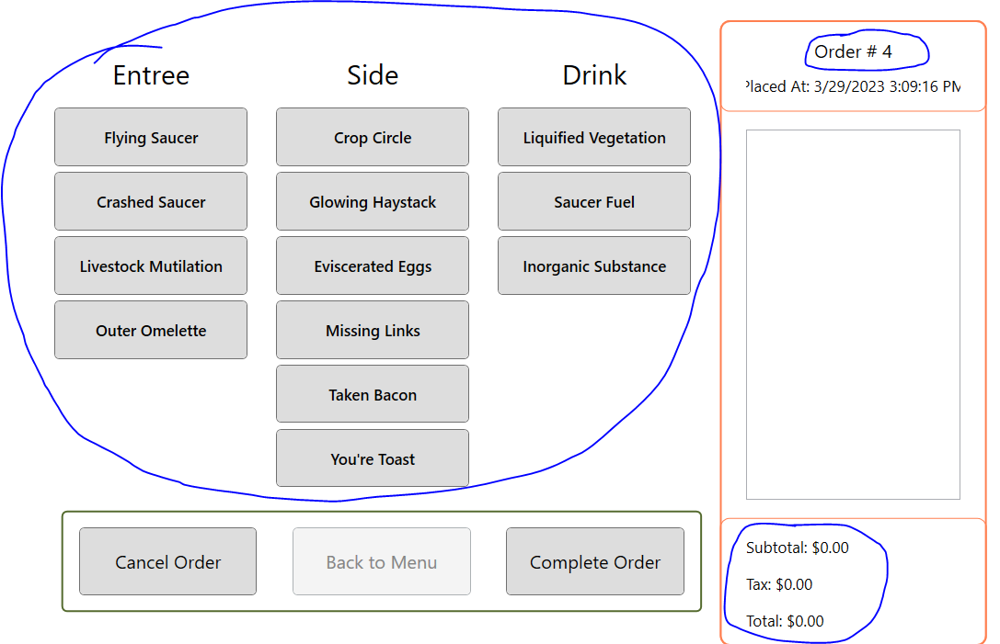 Entree
Side
Drink
Flying Saucer
Crop Circle
Liquified Vegetation
Crashed Saucer
Glowing Haystack
Saucer Fuel
Livestock Mutilation
Eviscerated Eggs
Inorganic Substance
Outer Omelette
Missing Links
Taken Bacon
You're Toast
Cancel Order
Back to Menu
Complete Order
Order # 4
Placed At: 3/29/2023 3:09:16 PM
Subtotal: $0.00
Tax: $0.00
Total: $0.00